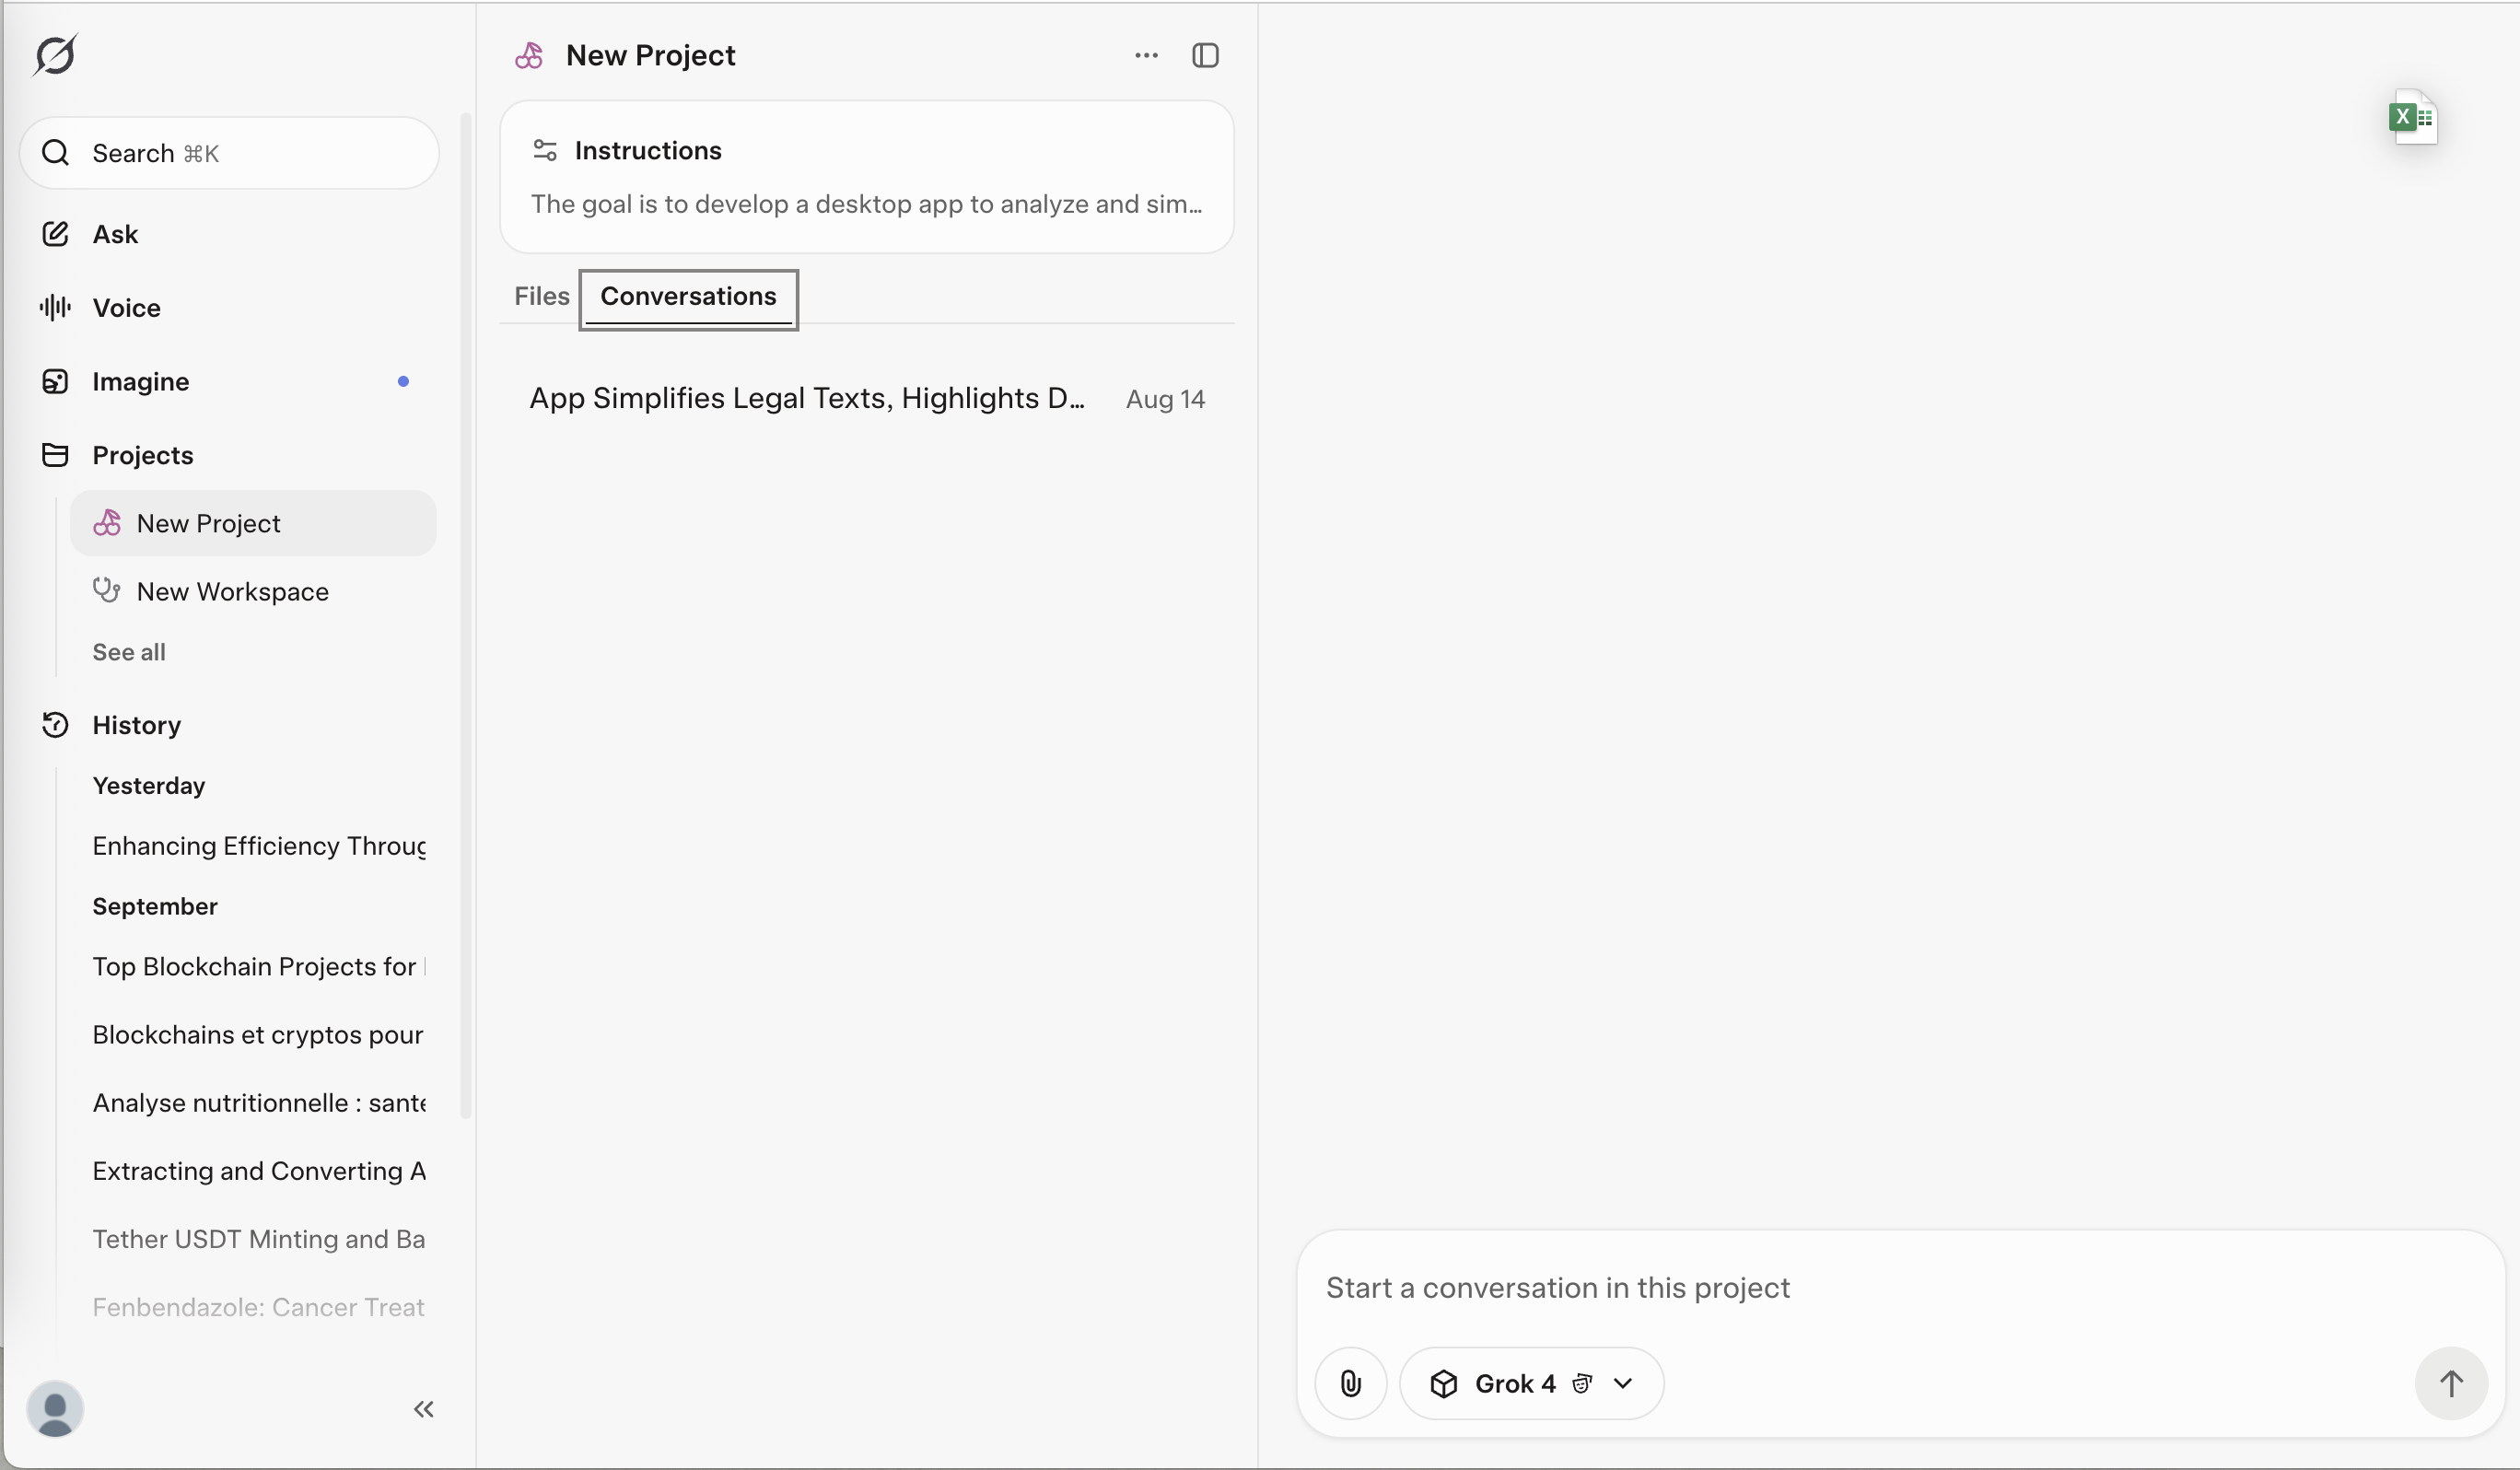 Search ⌘K
Ask
Voice
Imagine
Projects
New Project
New Workspace
See all
History
Yesterday
Enhancing Efficiency Throug
September
Top Blockchain Projects for
Blockchains et cryptos pour
Analyse nutritionnelle : santé
Extracting and Converting A
Tether USDT Minting and Ba
Fenbendazole: Cancer Treat
New Project
Instructions
The goal is to develop a desktop app to analyze and sim...
Files Conversations
App Simplifies Legal Texts, Highlights D... Aug 14
X
Start a conversation in this project
Grok 4